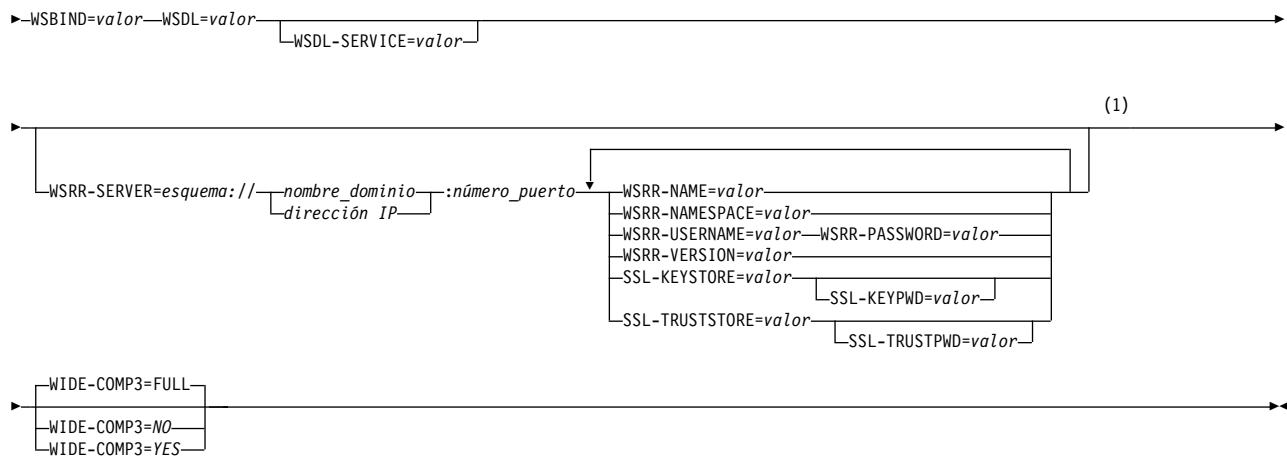 WSBIND=valor WSDL=valor
WSDL-SERVICE=valor
(1)
WSRR-SERVER=esquema:// nombre_dominio :número_puerto WSRR-NAME=valor
dirección IP WSRR-NAMESPACE=valor
WSRR-USERNAME=valor WSRR-PASSWORD=valor
WSRR-VERSION=valor
SSL-KEYSTORE=valor
SSL-KEYPWD=valor
SSL-TRUSTSTORE=valor
SSL-TRUSTPWD=valor
WIDE-COMP3=FULL
WIDE-COMP3=NO
WIDE-COMP3=YES